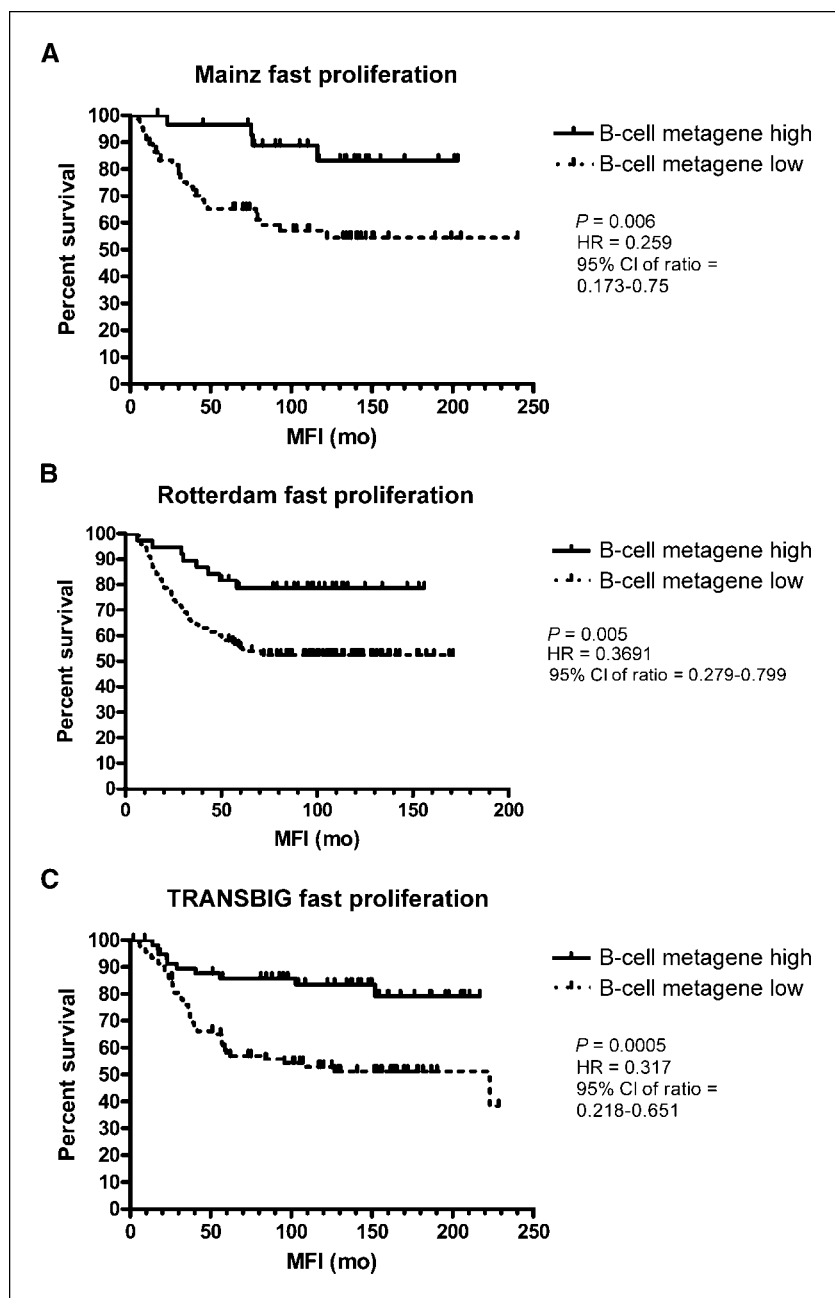 A
Mainz fast proliferation
100
90
80
70
60
50
40
30
20
10
0
Percent survival
0 50 100 150 200 250
MFI (mo)
B-cell metagene high
B-cell metagene low
P = 0.006
HR = 0.259
95% CI of ratio =
0.173-0.75
B
Rotterdam fast proliferation
100
90
80
70
60
50
40
30
20
10
0
Percent survival
0 50 100 150 200
MFI (mo)
B-cell metagene high
B-cell metagene low
P = 0.005
HR = 0.3691
95% CI of ratio = 0.279-0.799
C
TRANSBIG fast proliferation
100
90
80
70
60
50
40
30
20
10
0
Percent survival
0 50 100 150 200 250
MFI (mo)
B-cell metagene high
B-cell metagene low
P = 0.0005
HR = 0.317
95% CI of ratio =
0.218-0.651